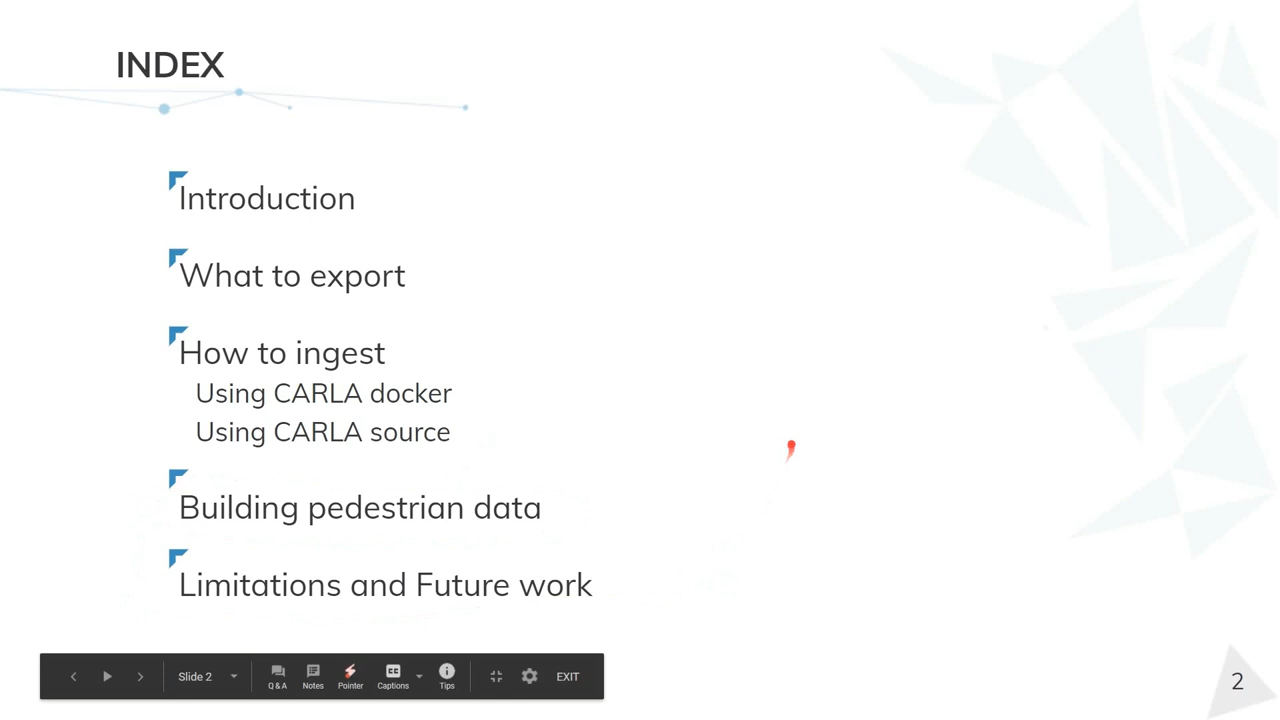 INDEX
Introduction
What to export
How to ingest
Using CARLA docker
Using CARLA source
Building pedestrian data
Limitations and Future work
Slide 2
Q & A
Notes
Pointer
CC
Captions
Tips
EXIT
2